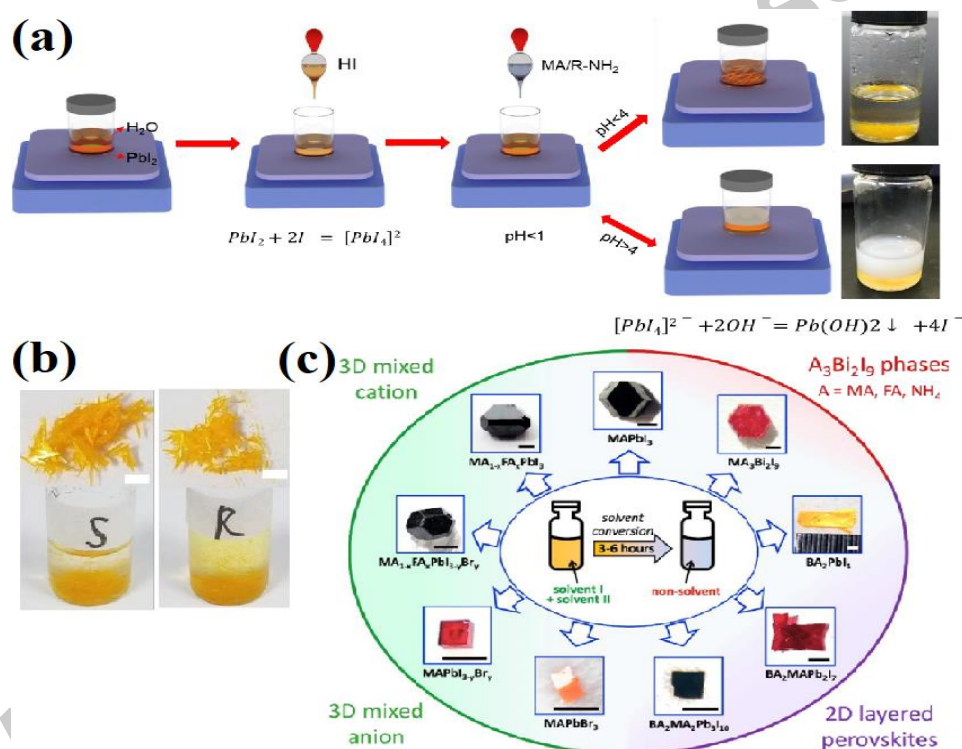 (a)
HI
MA/R-NH₂
H₂O
PbI₂
pH<4
PbI₂ + 2I = [PbI₄]²
pH<1
pH>4
[PbI₄]²⁻ +2OH⁻= Pb(OH)2 ↓ +4I⁻
(b)
S
R
(c)
3D mixed
cation
A₃Bi₂I₉ phases
A = MA, FA, NH₄
MAPbI₃
MA₁₋ₓFAₓPbI₃
MA₃Bi₂I₉
MA₁₋ₓFAₓPbI₃₋ᵧBrᵧ
solvent
conversion
3-6 hours
solvent I
+ solvent II
non-solvent
BA₂PbI₄
MAPbI₃₋ᵧBrᵧ
BA₂MAPb₂I₇
MAPbBr₃
BA₂MA₂Pb₃I₁₀
3D mixed
anion
2D layered
perovskites